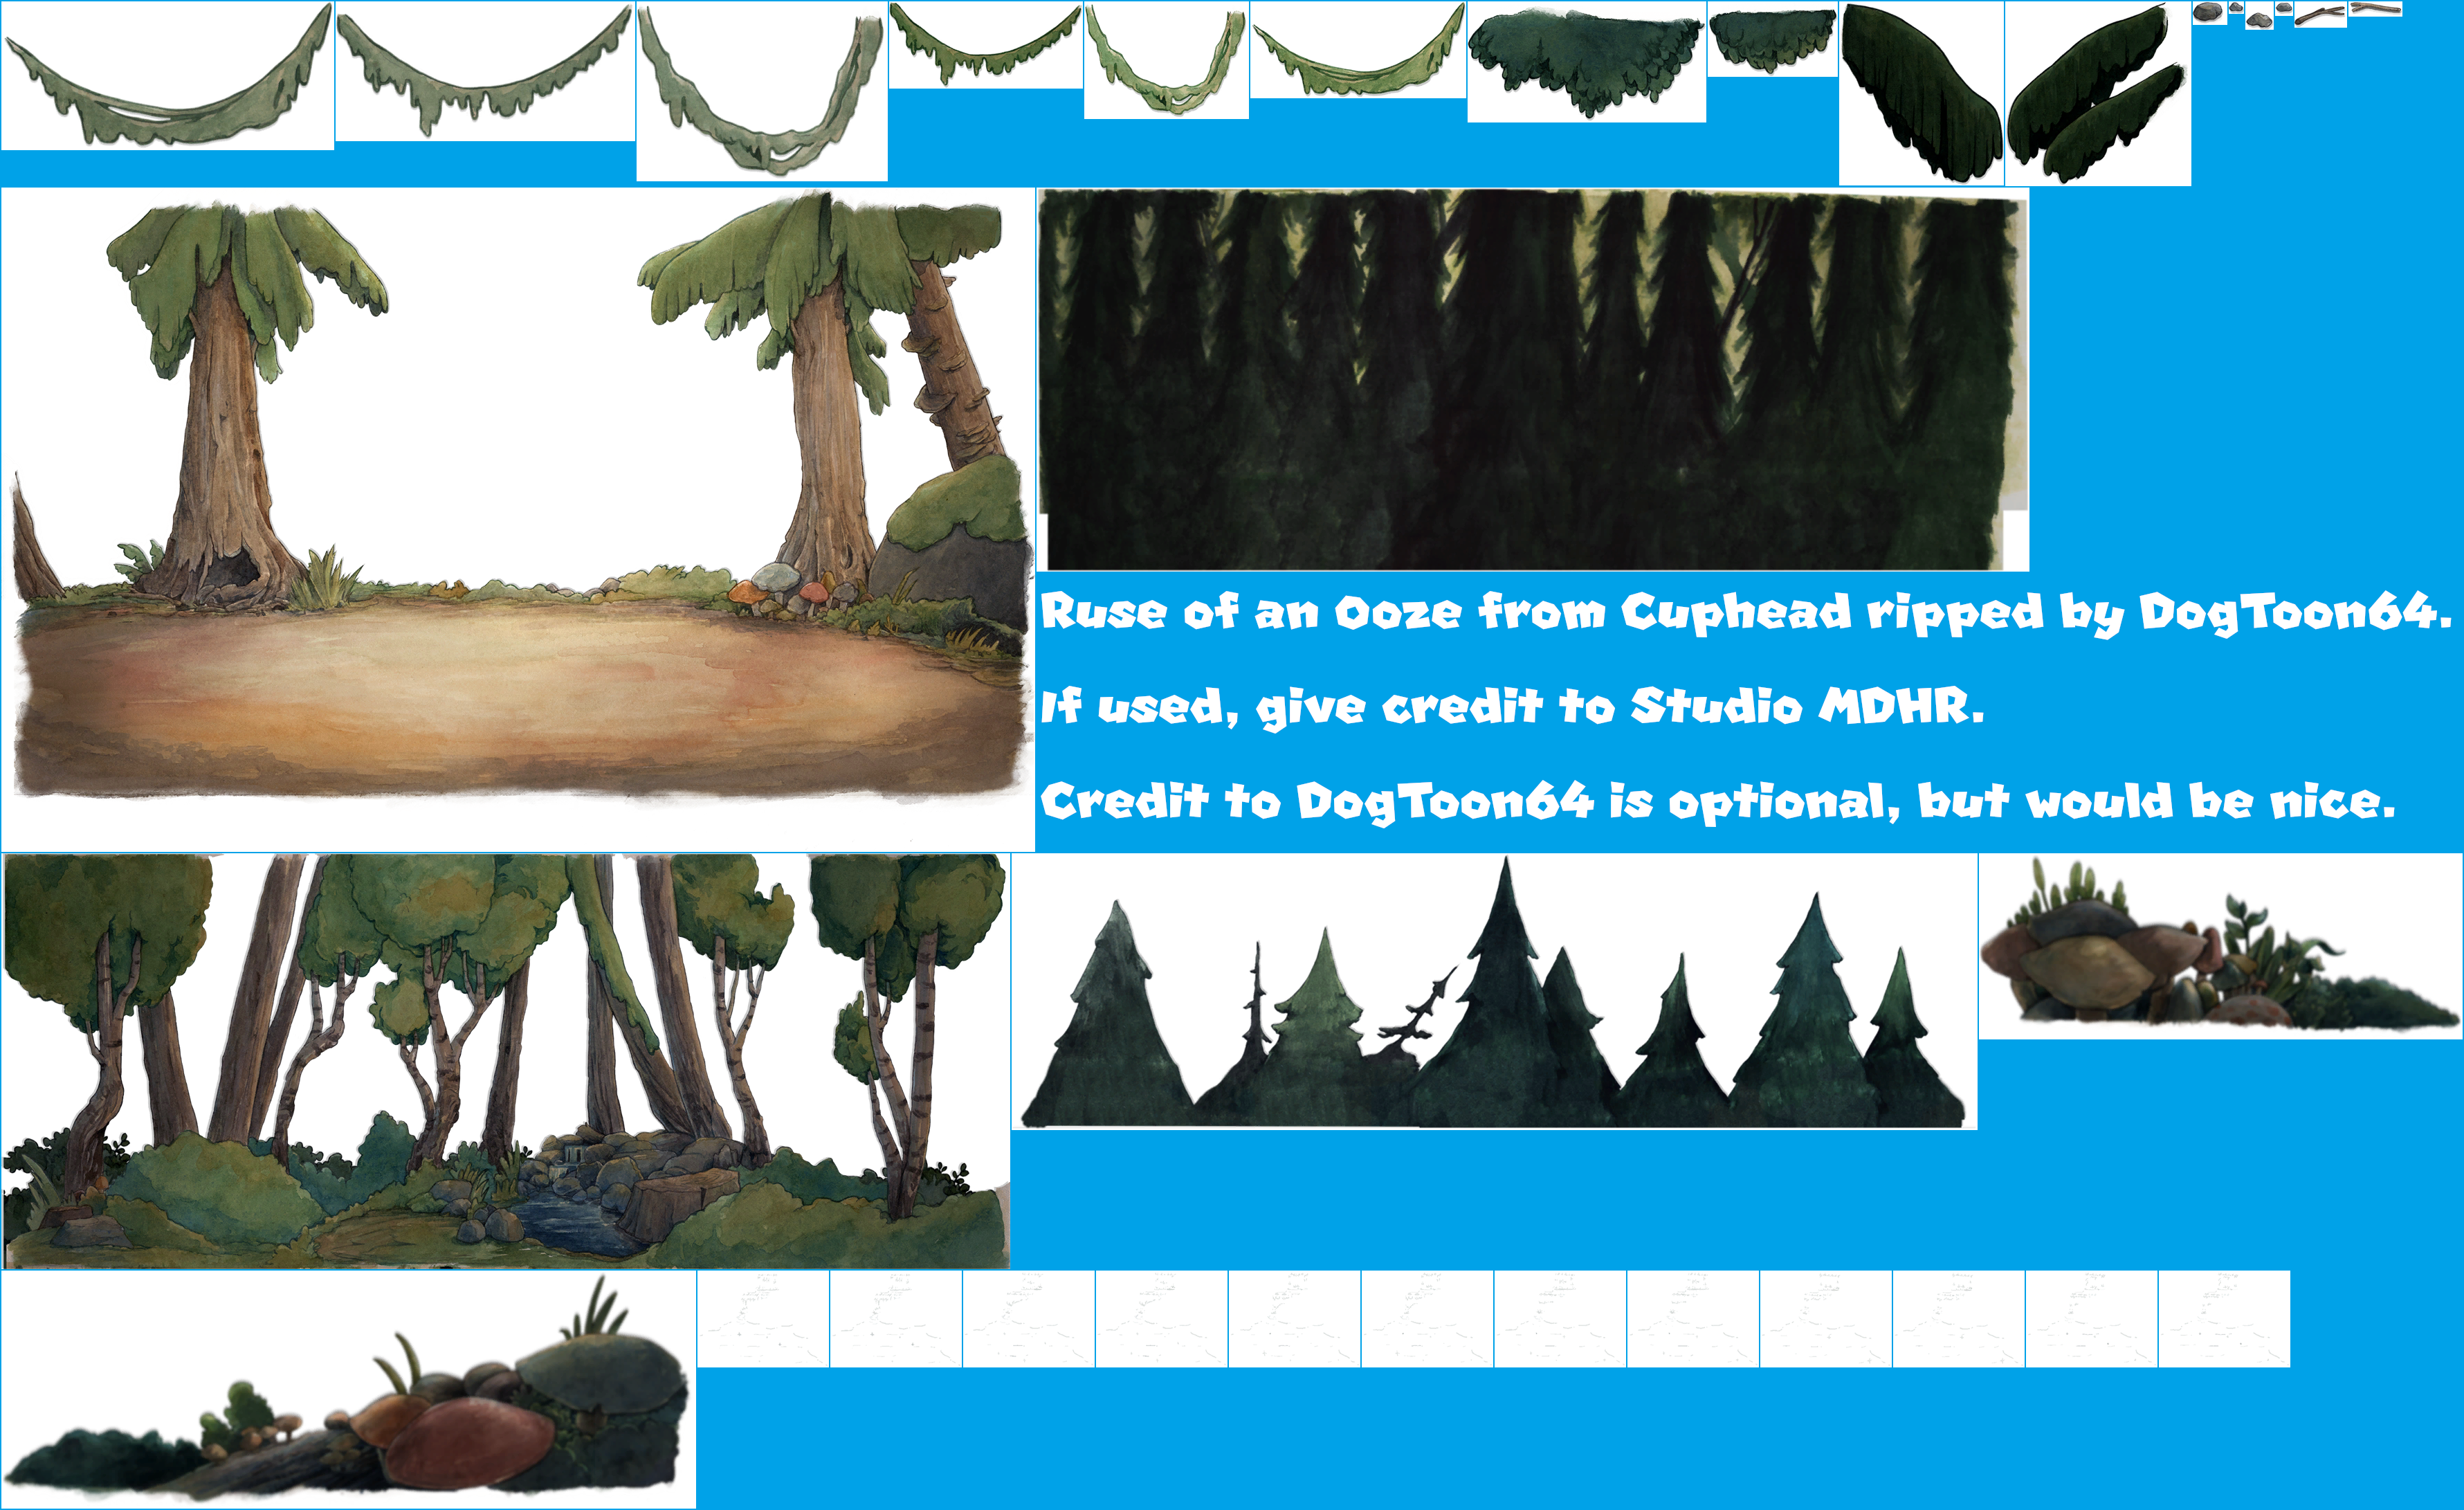 Ruse of an Ooze from Cuphead ripped by DogToon64.
If used, give credit to Studio MDHR.
Credit to DogToon64 is optional, but would be nice.